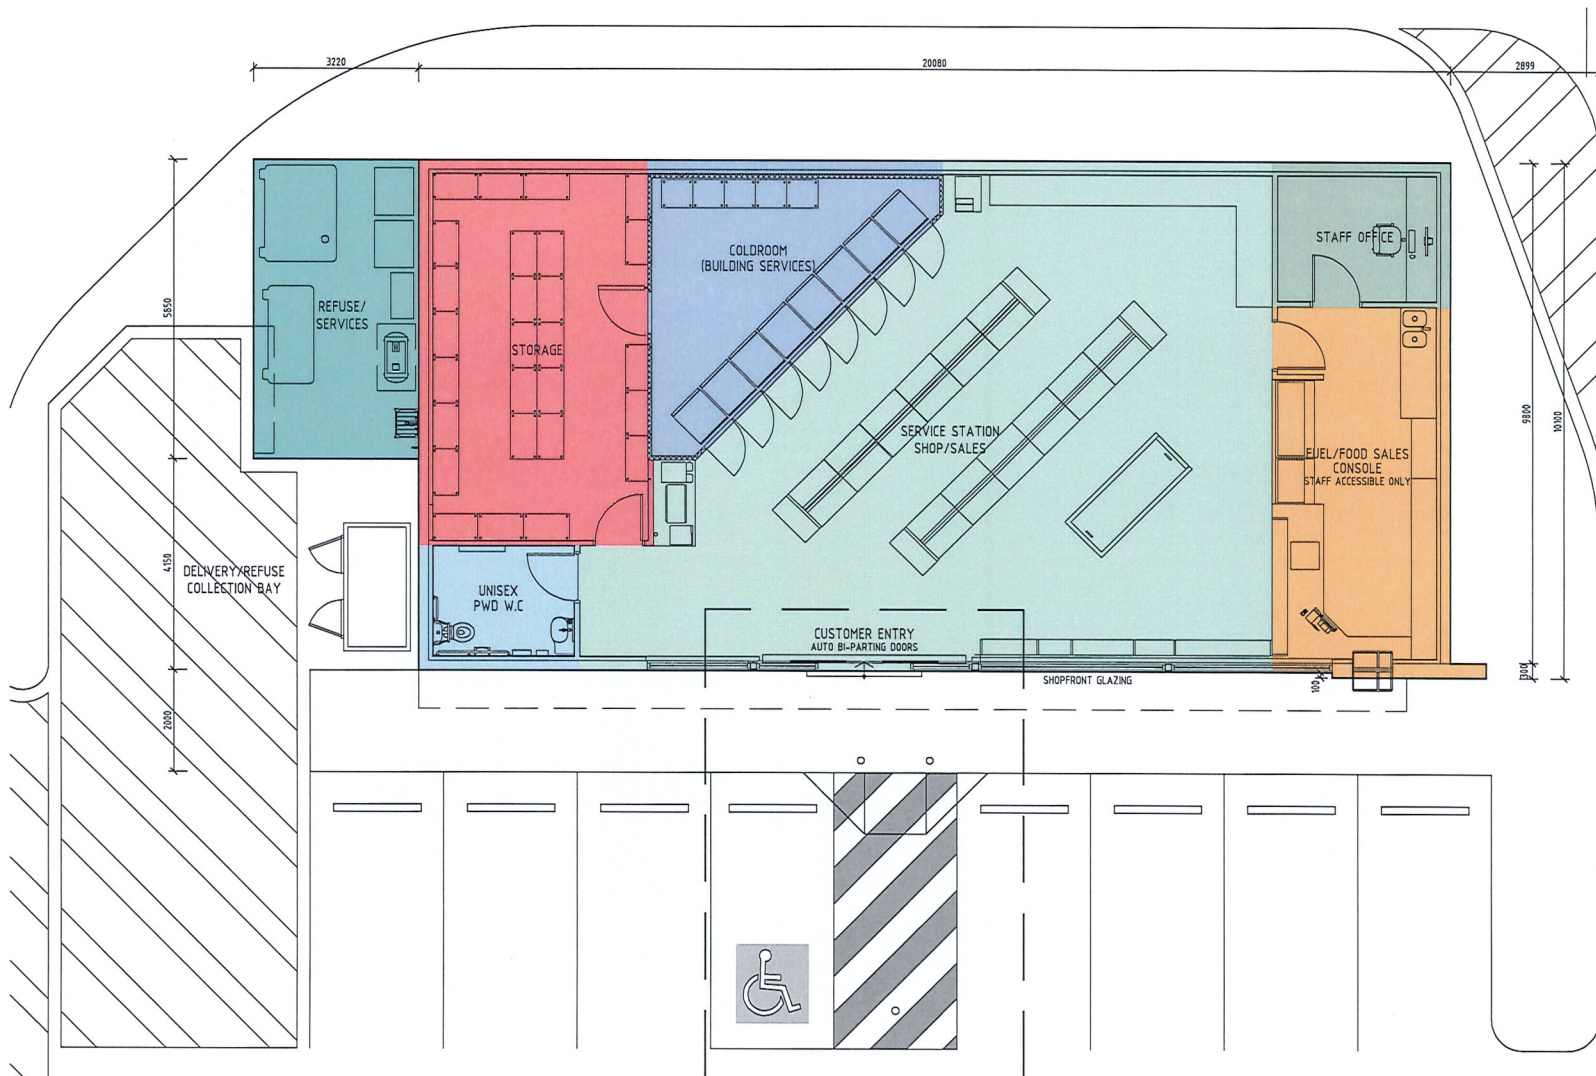 3220
20080
2899
5850
4150
2000
9800
10100
300
100
REFUSE/
SERVICES
STORAGE
COLDROOM
(BUILDING SERVICES)
STAFF OFFICE
SERVICE STATION
SHOP/SALES
FUEL/FOOD SALES
CONSOLE
STAFF ACCESSIBLE ONLY
DELIVERY/REFUSE
COLLECTION BAY
UNISEX
PWD W.C
CUSTOMER ENTRY
AUTO BI-PARTING DOORS
SHOPFRONT GLAZING